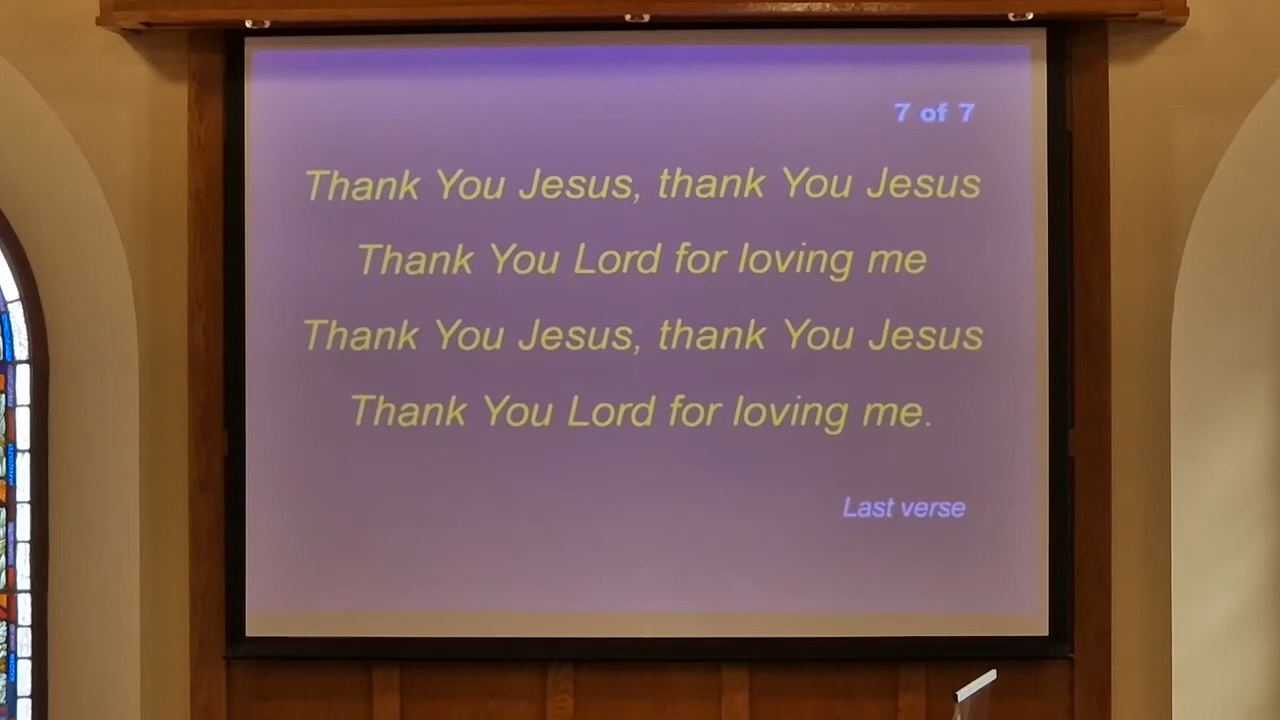 7 of 7
Thank You Jesus, thank You Jesus
Thank You Lord for loving me
Thank You Jesus, thank You Jesus
Thank You Lord for loving me.
Last verse